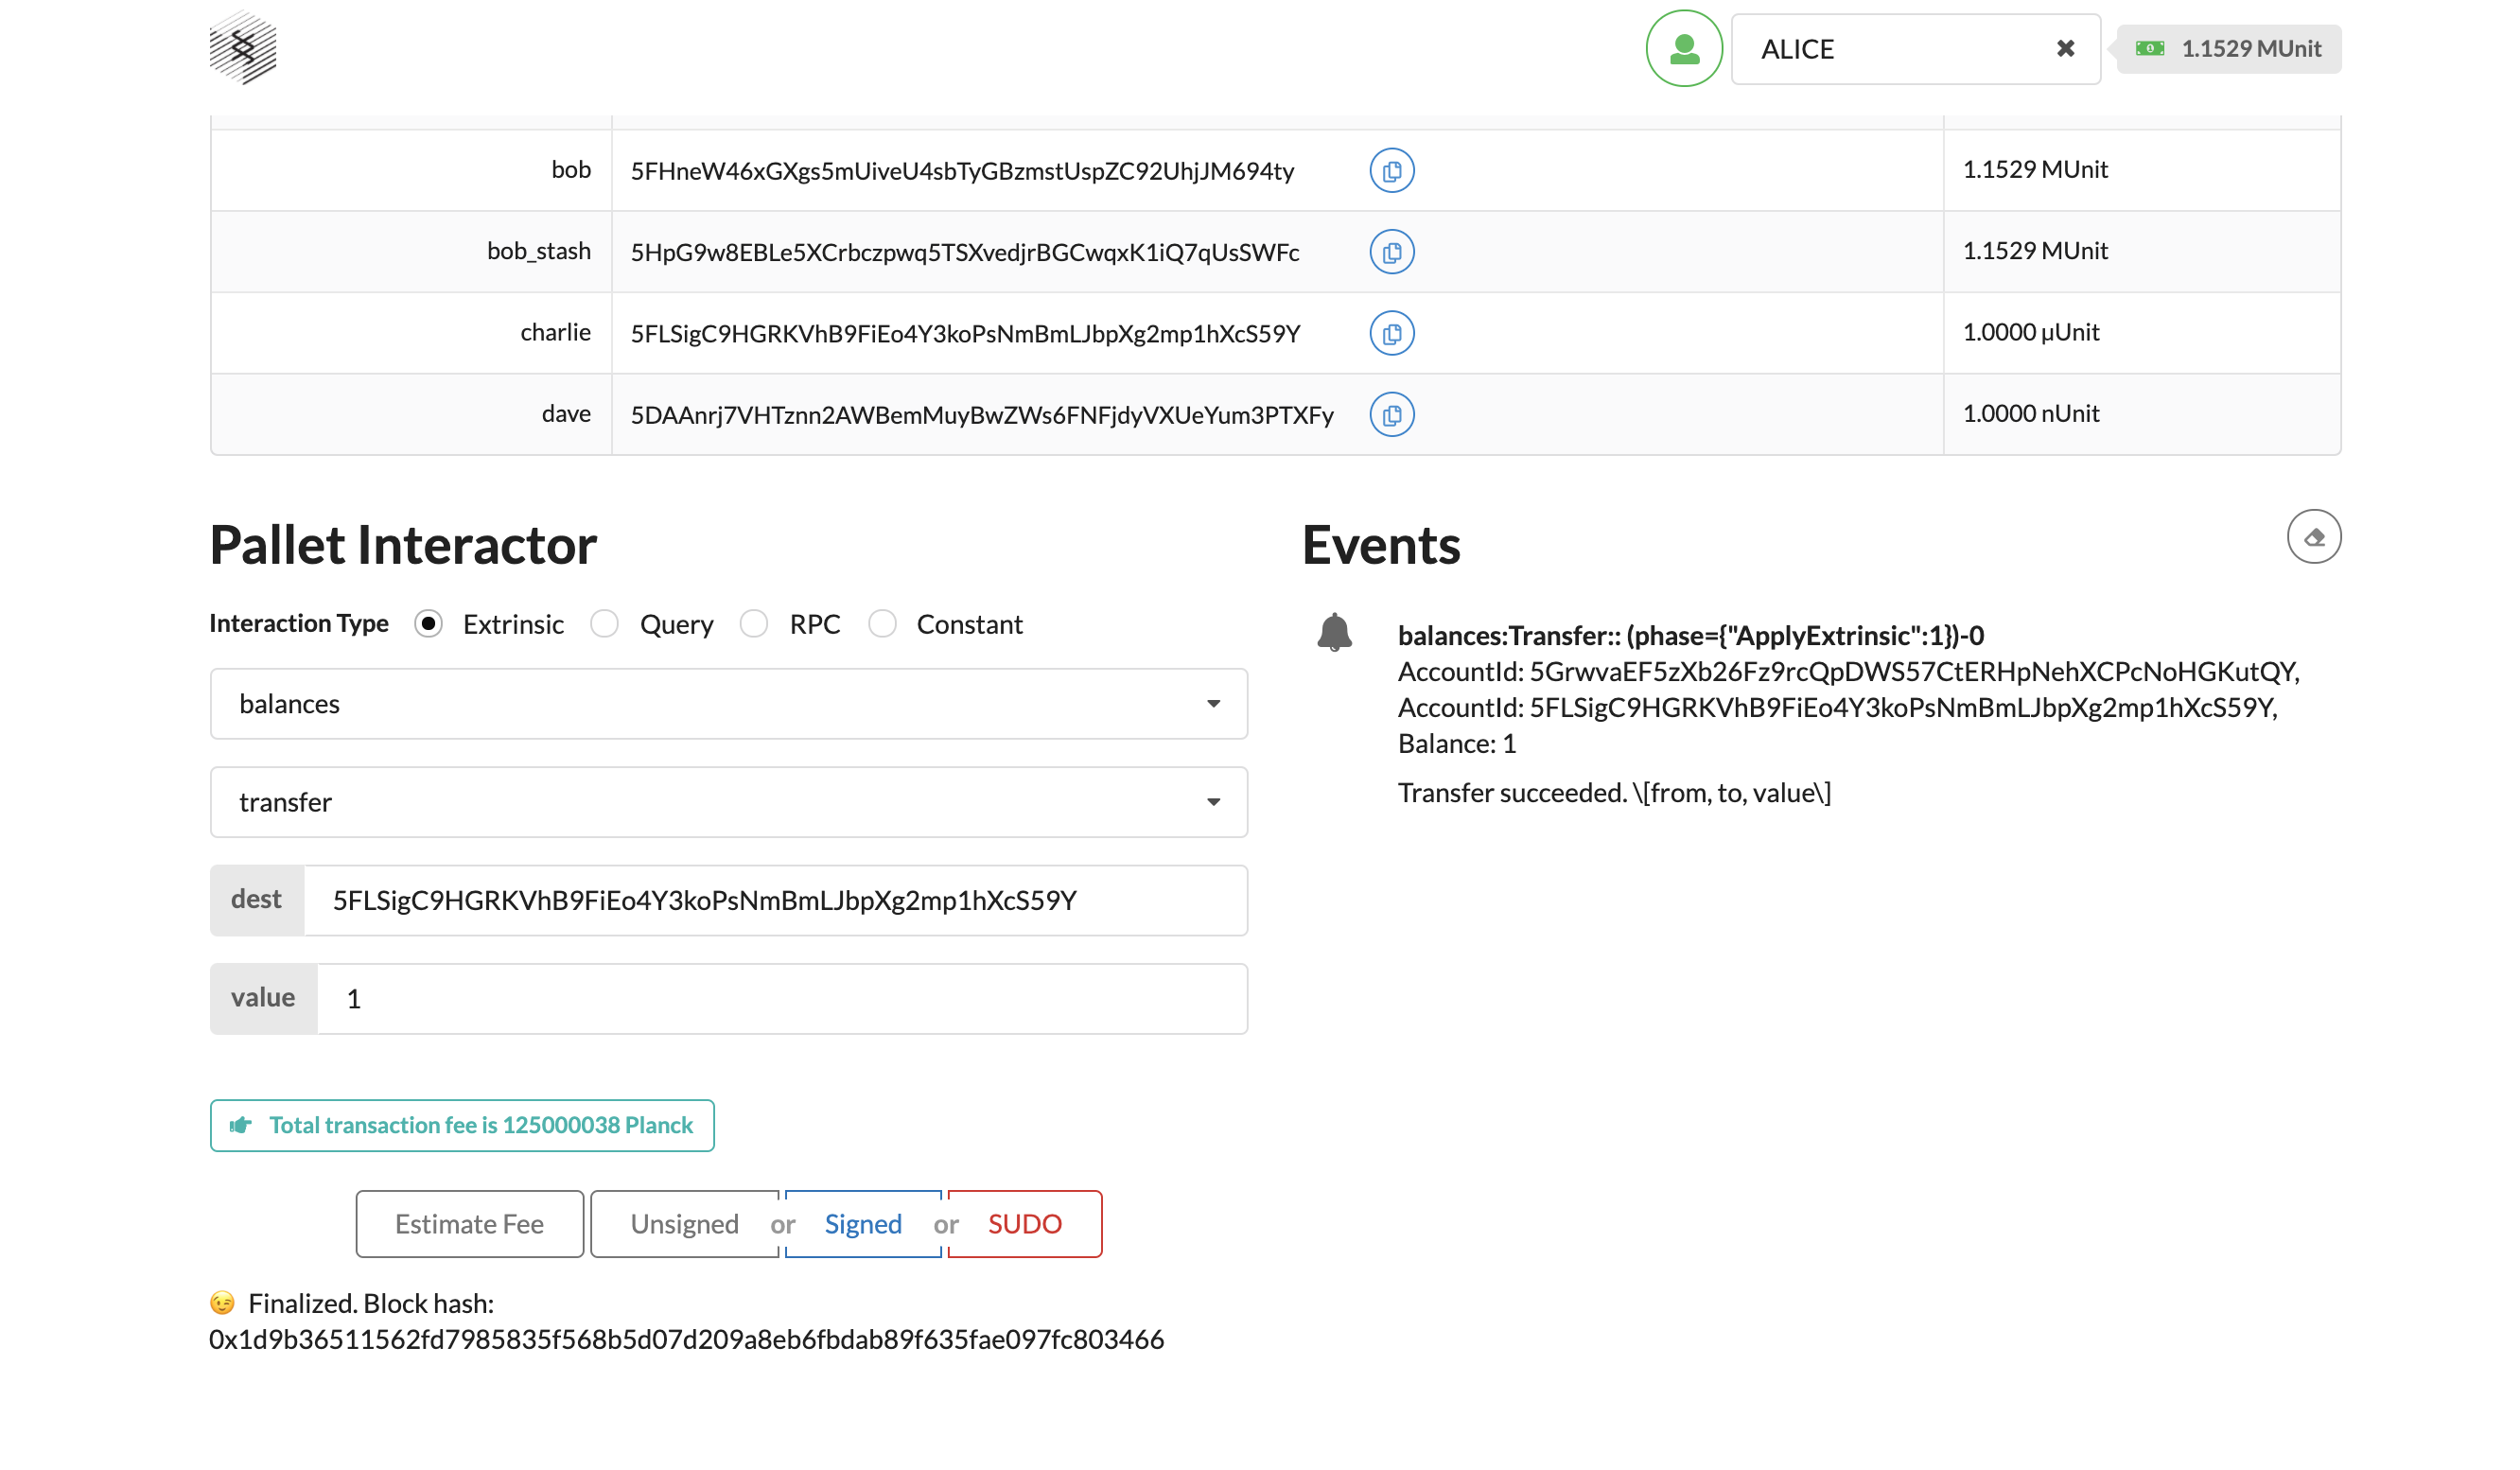 ALICE
1.1529 MUnit
bob 5FHneW46xGXgs5mUiveU4sbTyGBzmstUspZC92UhjJM694ty 1.1529 MUnit
bob_stash 5HpG9w8EBLe5XCrbczpwq5TSXvedjrBGCwqxK1iQ7qUsSWFc 1.1529 MUnit
charlie 5FLSigC9HGRKVhB9FiEo4Y3koPsNmBmLJbpXg2mp1hXcS59Y 1.0000 µUnit
dave 5DAAnrj7VHTznn2AWBemMuyBwZWs6FNFjdyVXUeYum3PTXFy 1.0000 nUnit
Pallet Interactor
Interaction Type Extrinsic Query RPC Constant
balances
transfer
dest 5FLSigC9HGRKVhB9FiEo4Y3koPsNmBmLJbpXg2mp1hXcS59Y
value 1
Total transaction fee is 125000038 Planck
Estimate Fee Unsigned or Signed or SUDO
😉 Finalized. Block hash:
0x1d9b36511562fd7985835f568b5d07d209a8eb6fbdab89f635fae097fc803466
Events
balances:Transfer:: (phase={"ApplyExtrinsic":1})-0
AccountId: 5GrwvaEF5zXb26Fz9rcQpDWS57CtERHpNehXCPcNoHGKutQY,
AccountId: 5FLSigC9HGRKVhB9FiEo4Y3koPsNmBmLJbpXg2mp1hXcS59Y,
Balance: 1
Transfer succeeded. \[from, to, value\]